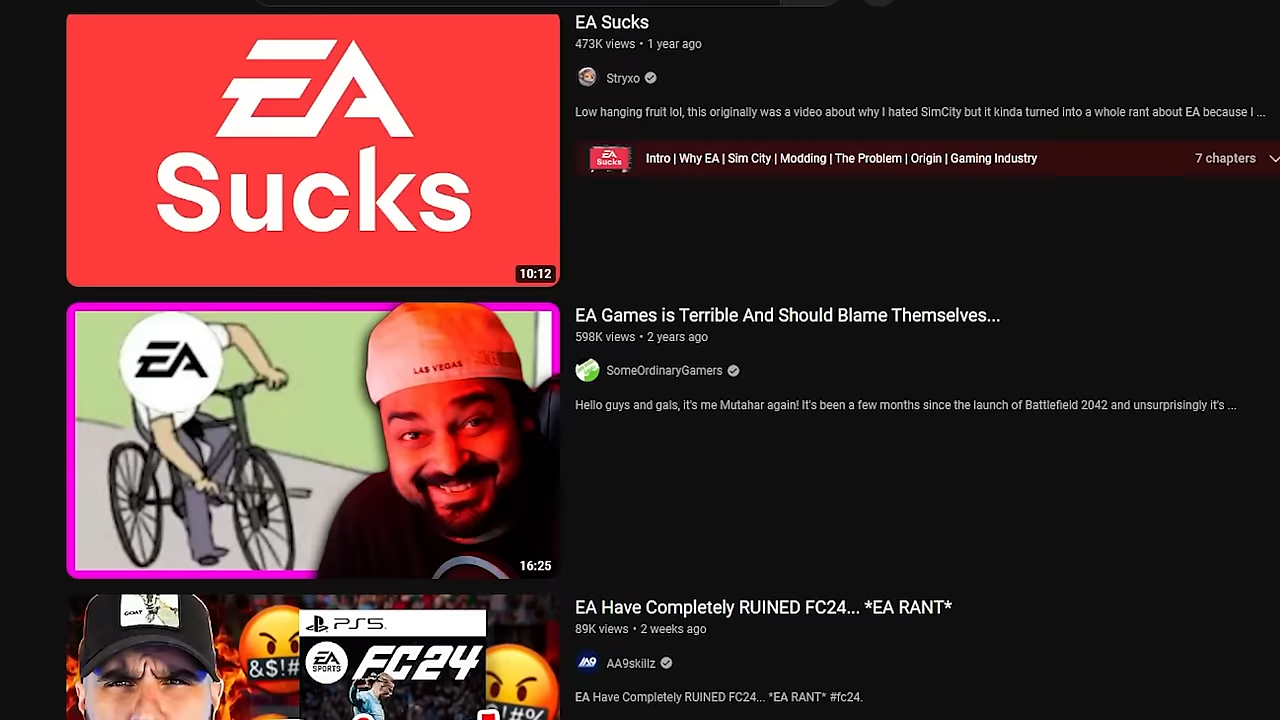 EA
Sucks
10:12
EA Sucks
473K views • 1 year ago
Stryxo
Low hanging fruit lol, this originally was a video about why I hated SimCity but it kinda turned into a whole rant about EA because I ...
EA
Sucks
Intro | Why EA | Sim City | Modding | The Problem | Origin | Gaming Industry
7 chapters
EA
LAS VEGAS
16:25
EA Games is Terrible And Should Blame Themselves...
598K views • 2 years ago
SomeOrdinaryGamers
Hello guys and gals, it's me Mutahar again! It's been a few months since the launch of Battlefield 2042 and unsurprisingly it's ...
GOAT
&$!#
PS5
EA
SPORTS
FC24
!#%
EA Have Completely RUINED FC24... *EA RANT*
89K views • 2 weeks ago
AA9
AA9skillz
EA Have Completely RUINED FC24... *EA RANT* #fc24.